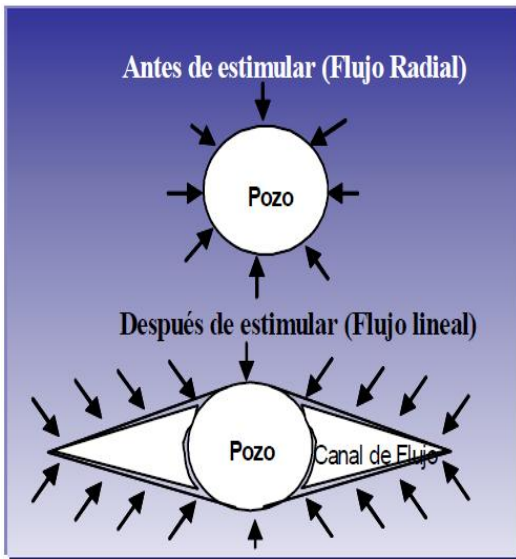 Antes de estimular (Flujo Radial)
Pozo
Después de estimular (Flujo lineal)
Pozo
Canal de Flujo